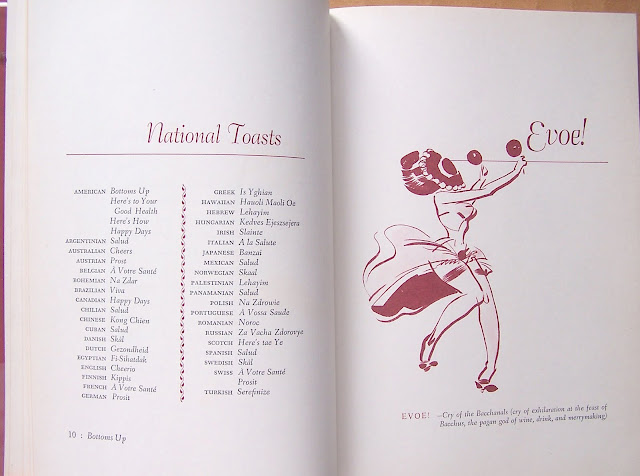 National Toasts
AMERICAN Bottoms Up
Here's to Your
Good Health
Here's How
Happy Days
ARGENTINIAN Salud
AUSTRALIAN Cheers
AUSTRIAN Prost
BELGIAN À Votre Santé
BOHEMIAN Na Zdar
BRAZILIAN Viva
CANADIAN Happy Days
CHILIAN Salud
CHINESE Kong Chien
CUBAN Salud
DANISH Skål
DUTCH Gezondheid
EGYPTIAN Fi-Sihatdak
ENGLISH Cheerio
FINNISH Kippis
FRENCH À Votre Santé
GERMAN Prosit
GREEK Is Yghian
HAWAIIAN Hauoli Maoli Oe
HEBREW Lehayim
HUNGARIAN Kedves Ejeszsejera
IRISH Slainte
ITALIAN A la Salute
JAPANESE Banzai
MEXICAN Salud
NORWEGIAN Skaal
PALESTINIAN Lehayim
PANAMANIAN Salud
POLISH Na Zdrowie
PORTUGUESE A Vossa Saude
ROMANIAN Noroc
RUSSIAN Za Vacha Zdorovye
SCOTCH Here's tae Ye
SPANISH Salud
SWEDISH Skål
SWISS À Votre Santé
Prosit
TURKISH Serefinize
10 : Bottoms Up
Evoe!
EVOE! —Cry of the Bacchanals (cry of exhilaration at the feast of
Bacchus, the pagan god of wine, drink, and merrymaking)